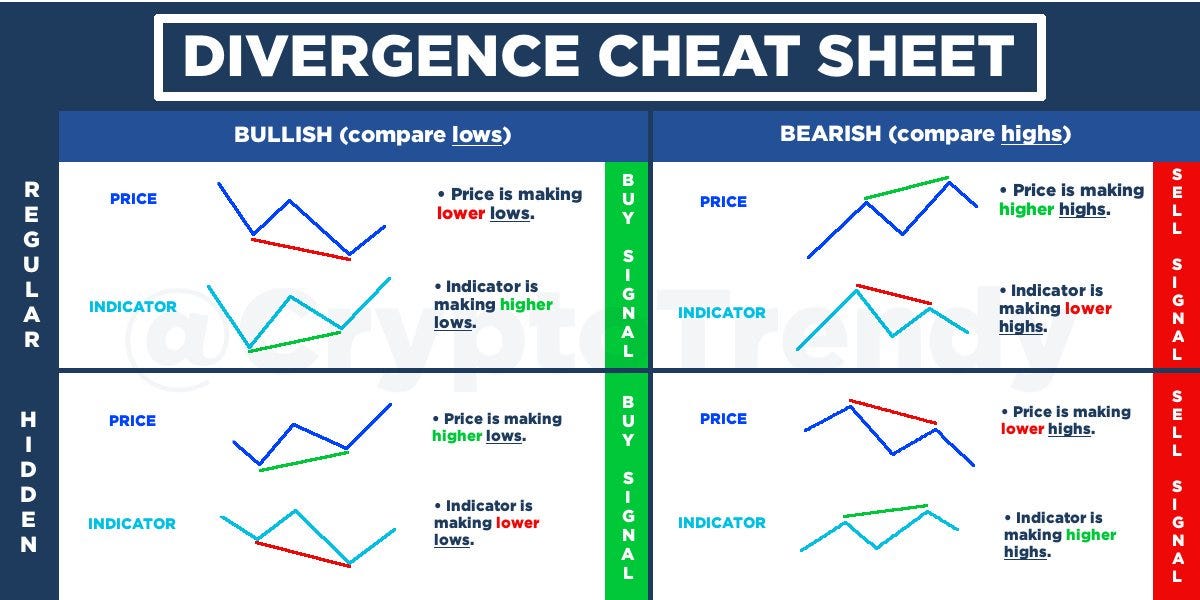 DIVERGENCE CHEAT SHEET
BULLISH (compare lows)
BEARISH (compare highs)
REGULAR
PRICE
• Price is making
lower lows.
INDICATOR
• Indicator is
making higher
lows.
BUY SIGNAL
PRICE
• Price is making
higher highs.
INDICATOR
• Indicator is
making lower
highs.
SELL SIGNAL
@CryptoTrendy
HIDDEN
PRICE
• Price is making
higher lows.
INDICATOR
• Indicator is
making lower
lows.
BUY SIGNAL
PRICE
• Price is making
lower highs.
INDICATOR
• Indicator is
making higher
highs.
SELL SIGNAL